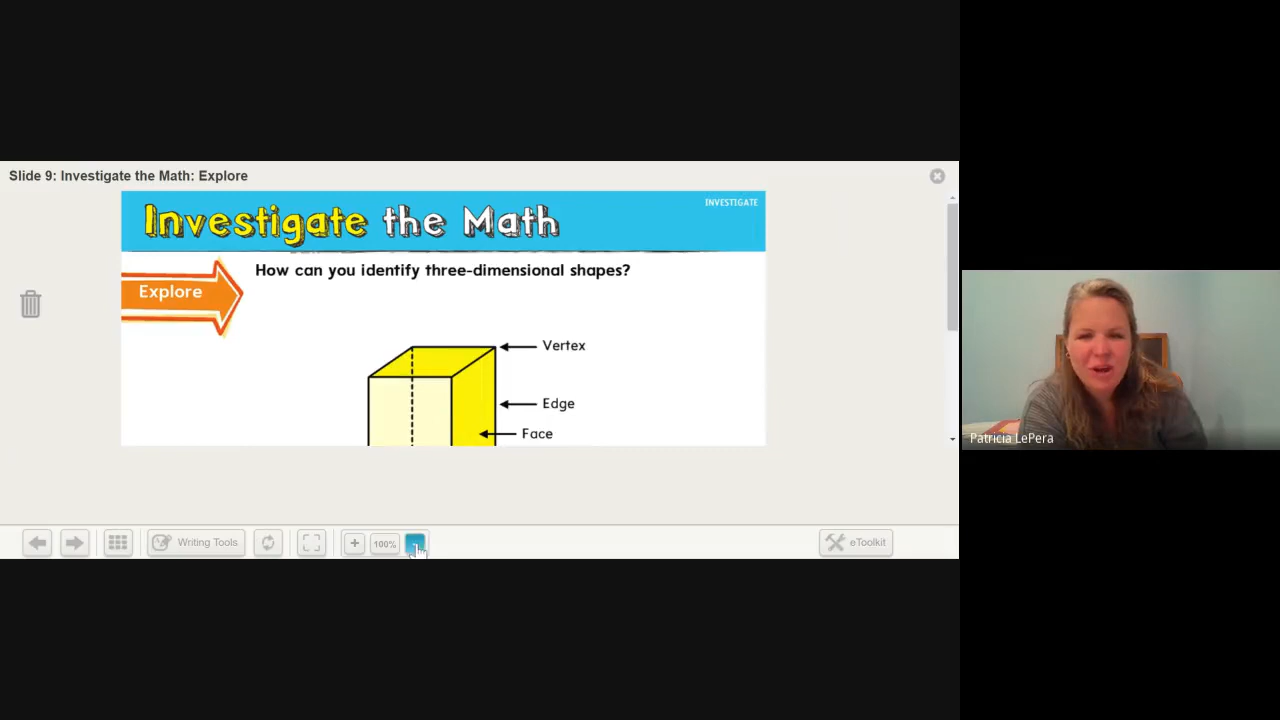 Slide 9: Investigate the Math: Explore
INVESTIGATE
Investigate the Math
How can you identify three-dimensional shapes?
Explore
Vertex
Edge
Face
Patricia LePera
Writing Tools
100%
eToolkit